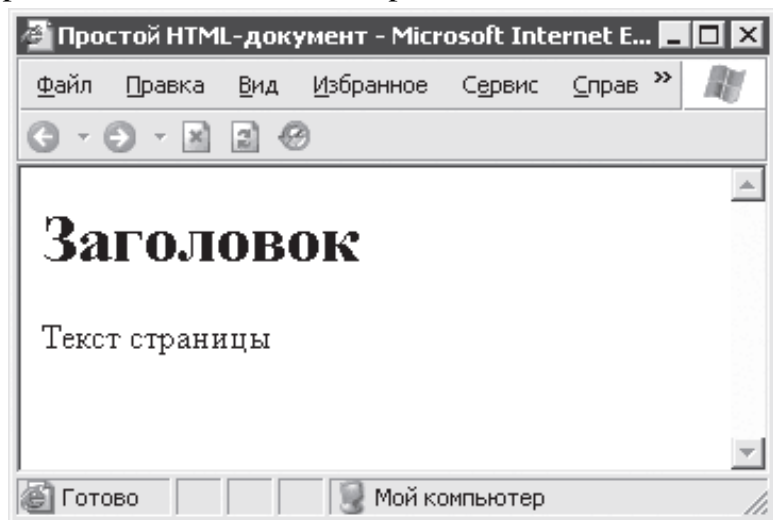 Простой HTML-документ - Microsoft Internet E...
Файл Правка Вид Избранное Сервис Справ »
Заголовок
Текст страницы
Готово Мой компьютер